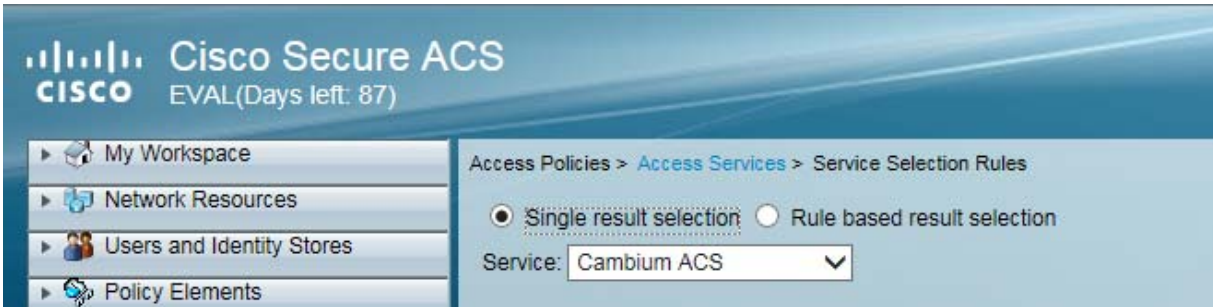 Cisco Secure ACS
CISCO
EVAL(Days left: 87)
My Workspace
Network Resources
Users and Identity Stores
Policy Elements
Access Policies > Access Services > Service Selection Rules
Single result selection Rule based result selection
Service: Cambium ACS